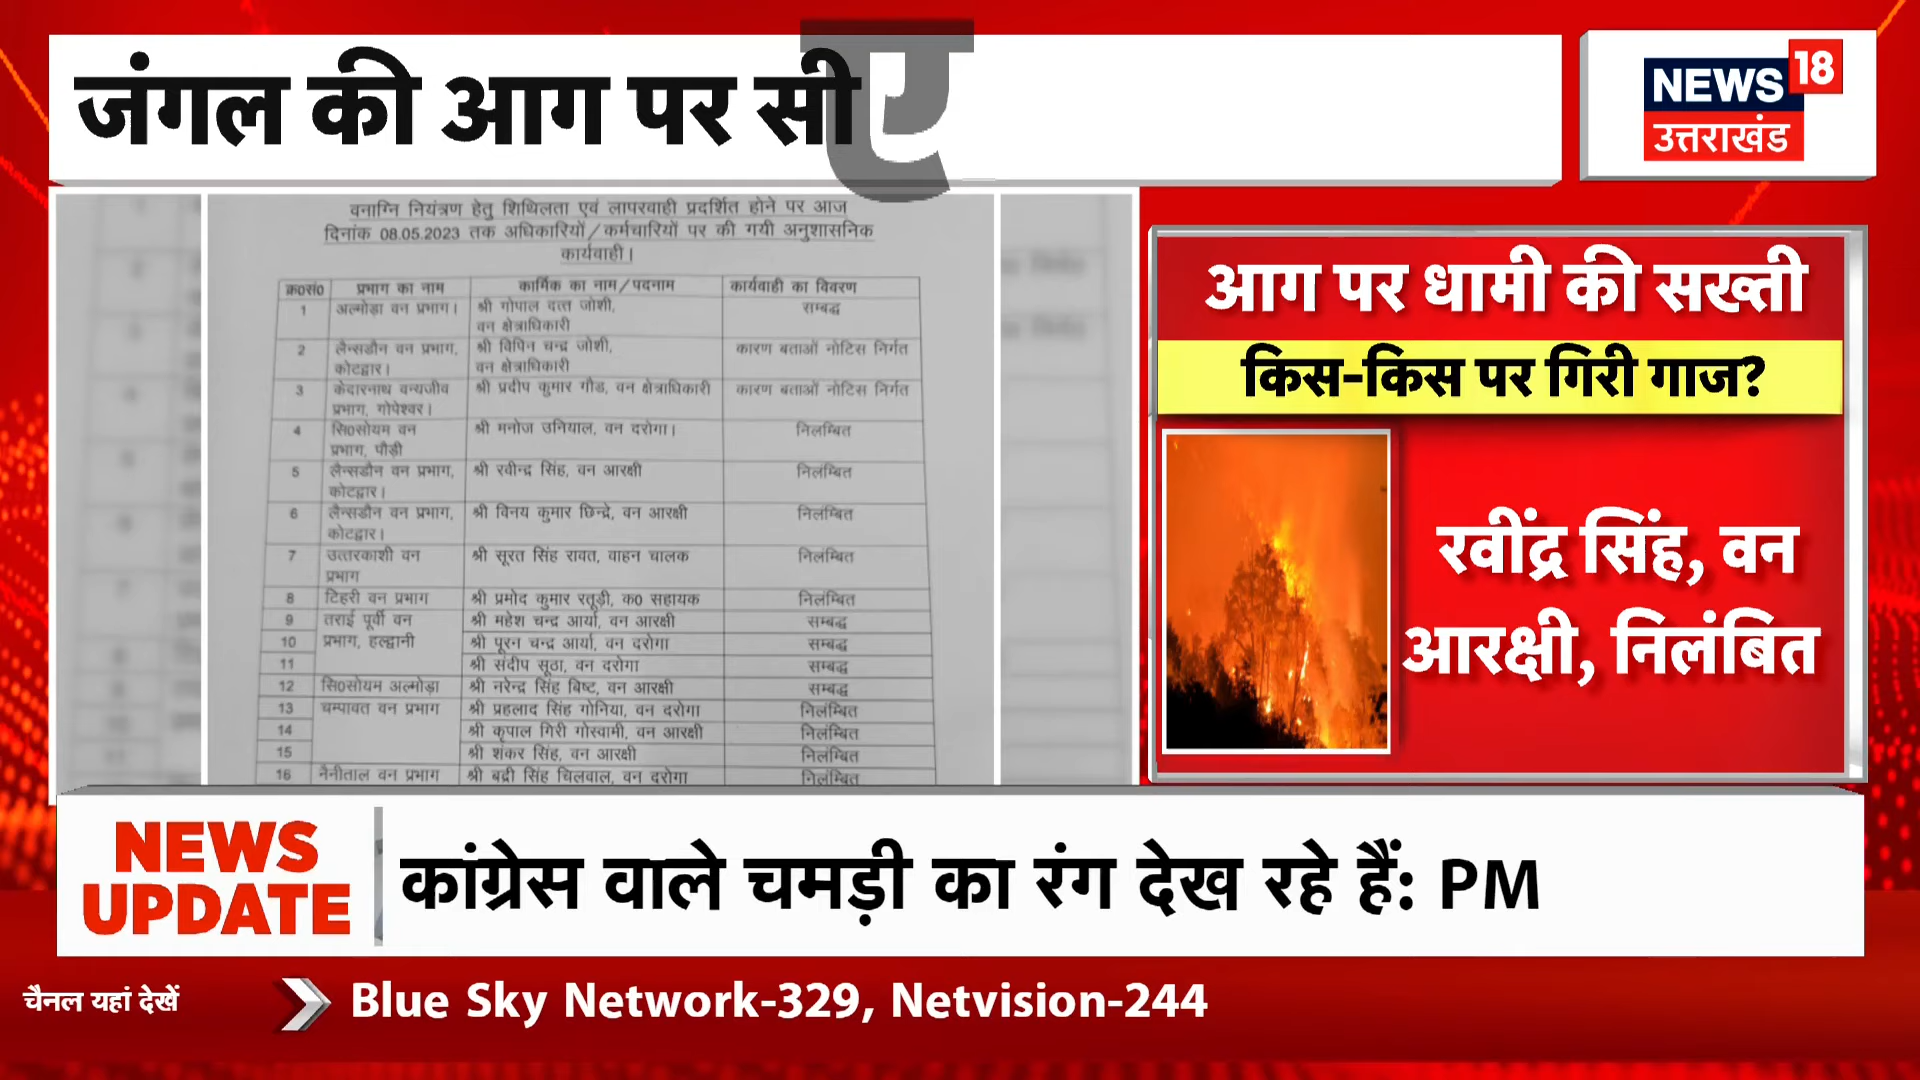 जंगल की आग पर सीए
NEWS 18
उत्तराखंड
वनाग्नि नियंत्रण हेतु शिथिलता एवं लापरवाही प्रदर्शित होने पर आज
दिनांक 08.05.2023 तक अधिकारियों/कर्मचारियों पर की गयी अनुशासनिक
कार्यवाही।
क्र०सं० प्रभाग का नाम कार्मिक का नाम/पदनाम कार्यवाही का विवरण
1 अल्मोड़ा वन प्रभाग। श्री गोपाल दत्त जोशी, सम्बद्ध
वन क्षेत्राधिकारी
2 लैन्सडौन वन प्रभाग, श्री विपिन चन्द्र जोशी, कारण बताओं नोटिस निर्गत
कोटद्वार। वन क्षेत्राधिकारी
3 केदारनाथ वन्यजीव श्री प्रदीप कुमार गौड, वन क्षेत्राधिकारी कारण बताओं नोटिस निर्गत
प्रभाग, गोपेश्वर।
4 सि०सोयम वन श्री मनोज उनियाल, वन दरोगा। निलम्बित
प्रभाग, पौड़ी
5 लैन्सडौन वन प्रभाग, श्री रवीन्द्र सिंह, वन आरक्षी निलंम्बित
कोटद्वार।
6 लैन्सडौन वन प्रभाग, श्री विनय कुमार छिन्द्रे, वन आरक्षी निलंम्बित
कोटद्वार।
7 उत्तरकाशी वन श्री सूरत सिंह रावत, वाहन चालक निलंम्बित
प्रभाग
8 टिहरी वन प्रभाग श्री प्रमोद कुमार रतूड़ी, क० सहायक निलंम्बित
9 तराई पूर्वी वन श्री महेश चन्द्र आर्या, वन आरक्षी सम्बद्ध
10 प्रभाग, हल्द्वानी श्री पूरन चन्द्र आर्या, वन दरोगा सम्बद्ध
11 श्री संदीप सूठा, वन दरोगा सम्बद्ध
12 सि०सोयम अल्मोड़ा श्री नरेन्द्र सिंह बिष्ट, वन आरक्षी सम्बद्ध
13 चम्पावत वन प्रभाग श्री प्रहलाद सिंह गोनिया, वन दरोगा निलंम्बित
14 श्री कृपाल गिरी गोस्वामी, वन आरक्षी निलंम्बित
15 श्री शंकर सिंह, वन आरक्षी निलंम्बित
16 नैनीताल वन प्रभाग श्री बद्री सिंह चिलवाल, वन दरोगा निलंम्बित
आग पर धामी की सख्ती
किस-किस पर गिरी गाज?
रवींद्र सिंह, वन
आरक्षी, निलंबित
NEWS
UPDATE
कांग्रेस वाले चमड़ी का रंग देख रहे हैं: PM
चैनल यहां देखें
Blue Sky Network-329, Netvision-244